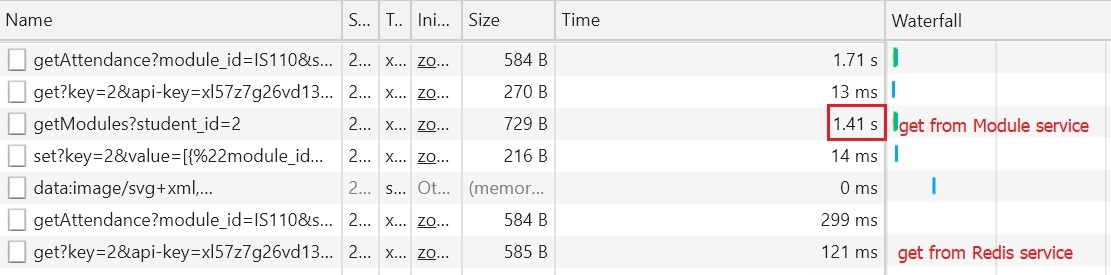 Name S... T.. Ini... Size Time Waterfall
getAttendance?module_id=IS110&s... 2... x... zo... 584 B 1.71 s
get?key=2&api-key=xl57z7g26vd13... 2... x... zo... 270 B 13 ms
getModules?student_id=2 2... x... zo... 729 B 1.41 s get from Module service
set?key=2&value=[{%22module_id... 2... x... zo... 216 B 14 ms
data:image/svg+xml,... 2... s... Ot... (memor... 0 ms
getAttendance?module_id=IS110&s... 2... x... zo... 584 B 299 ms
get?key=2&api-key=xl57z7g26vd13... 2... x... zo... 585 B 121 ms get from Redis service